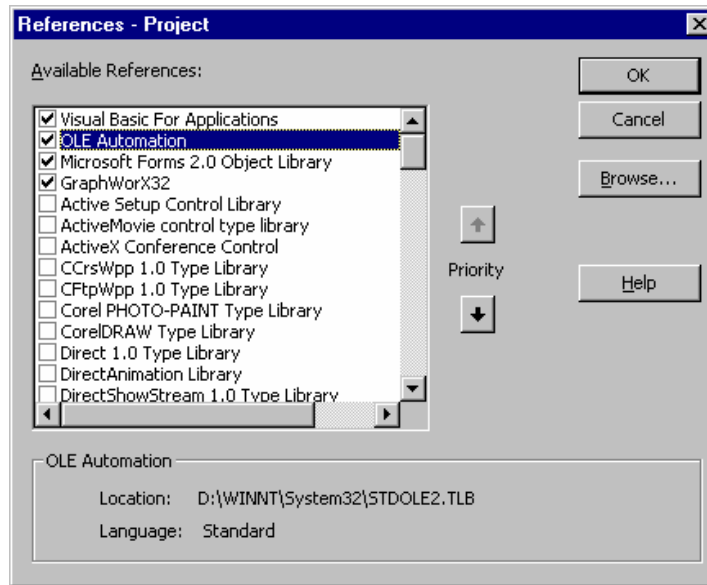 References - Project
Available References:
Visual Basic For Applications
OLE Automation
Microsoft Forms 2.0 Object Library
GraphWorX32
Active Setup Control Library
ActiveMovie control type library
ActiveX Conference Control
CCrsWpp 1.0 Type Library
CFtpWpp 1.0 Type Library
Corel PHOTO-PAINT Type Library
CorelDRAW Type Library
Direct 1.0 Type Library
DirectAnimation Library
DirectShowStream 1.0 Type Library
Priority
OK
Cancel
Browse...
Help
OLE Automation
Location: D:\WINNT\System32\STDOLE2.TLB
Language: Standard